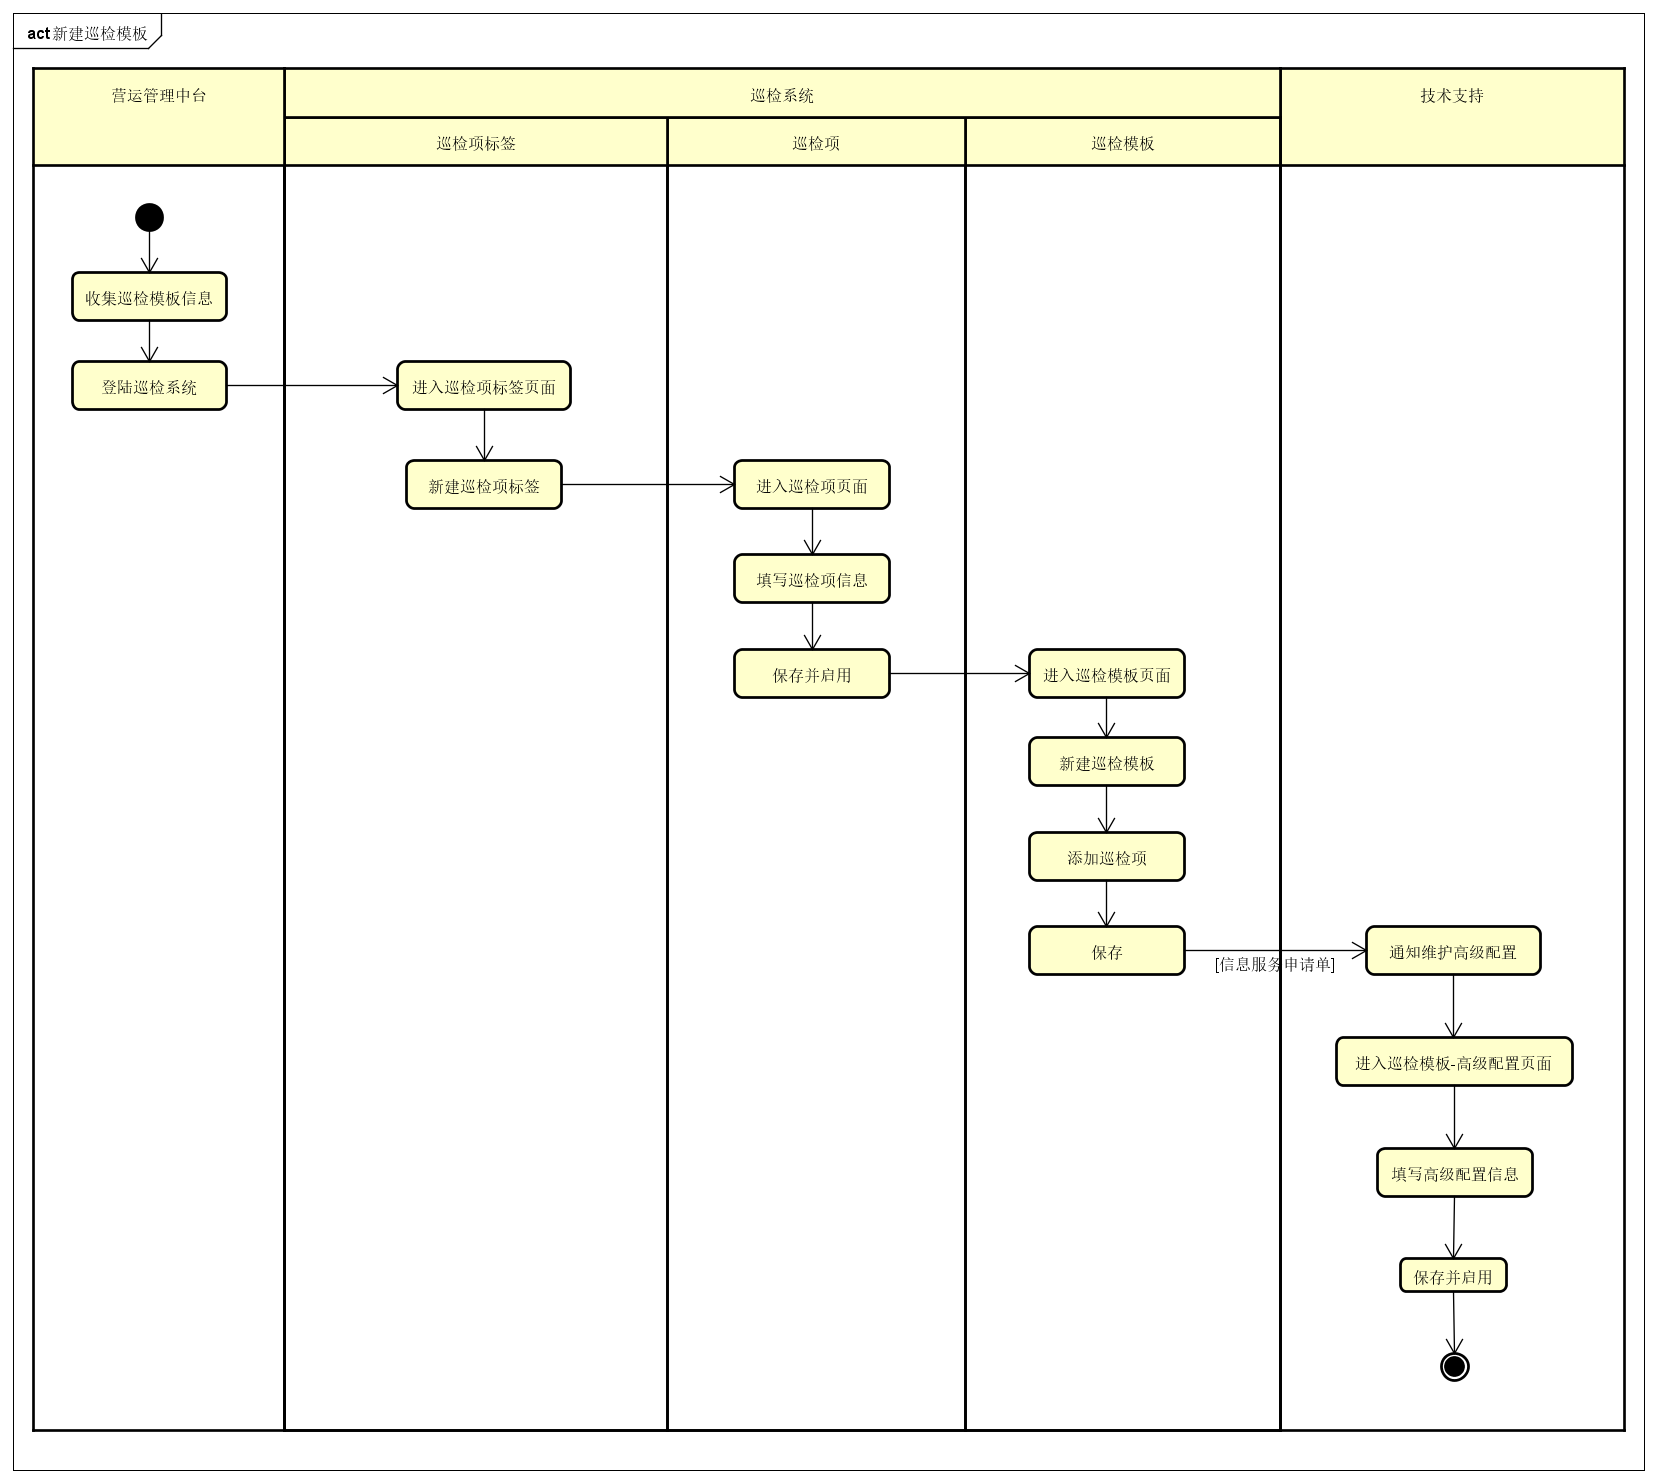 act 新建巡检模板
营运管理中台
巡检系统
技术支持
巡检项标签
巡检项
巡检模板
收集巡检模板信息
登陆巡检系统
进入巡检项标签页面
新建巡检项标签
进入巡检项页面
填写巡检项信息
保存并启用
进入巡检模板页面
新建巡检模板
添加巡检项
保存
[信息服务申请单]
通知维护高级配置
进入巡检模板-高级配置页面
填写高级配置信息
保存并启用